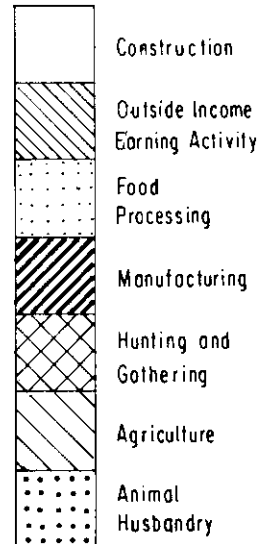 Construction
Outside Income
Earning Activity
Food
Processing
Manufacturing
Hunting and
Gathering
Agriculture
Animal
Husbandry